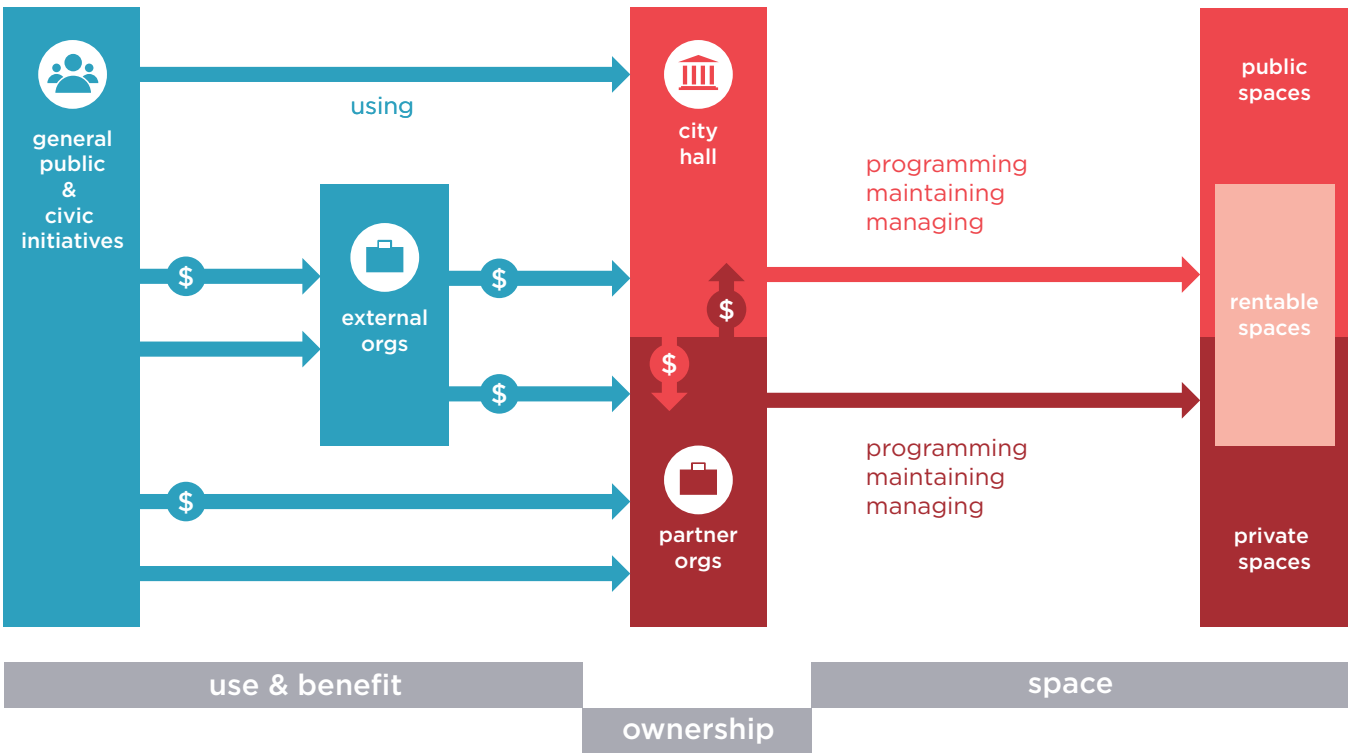 general
public
&
civic
initiatives
using
$
$
external
orgs
$
$
$
city
hall
$
$
partner
orgs
programming
maintaining
managing
programming
maintaining
managing
public
spaces
rentable
spaces
private
spaces
use & benefit
ownership
space